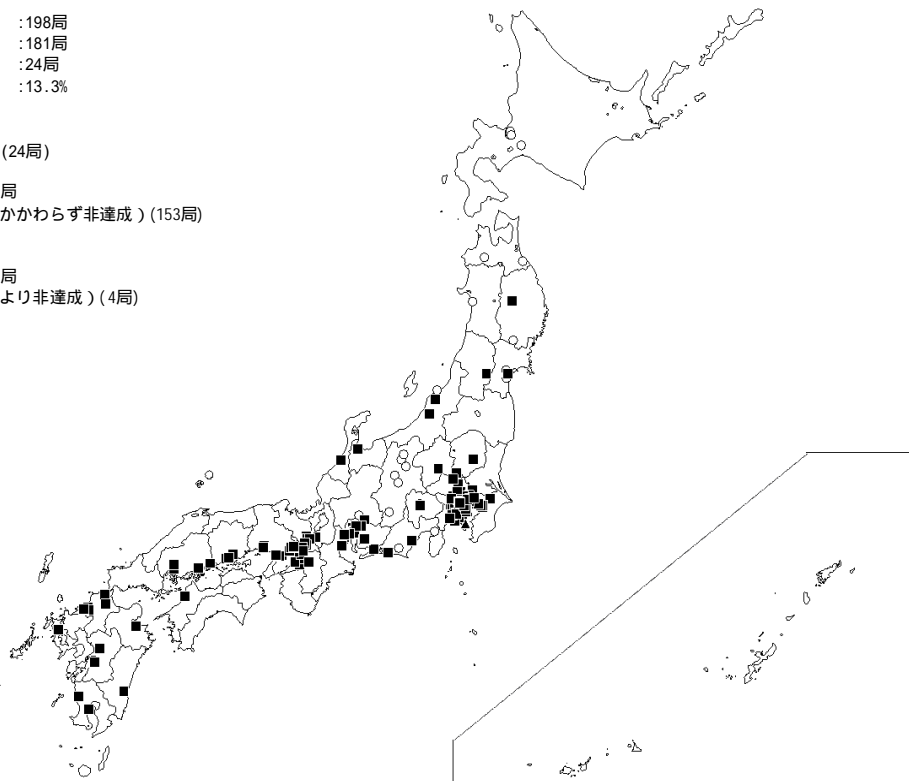 :198局
:181局
:24局
:13.3%
(24局)
局
かかわらず非達成)(153局)
局
より非達成)(4局)